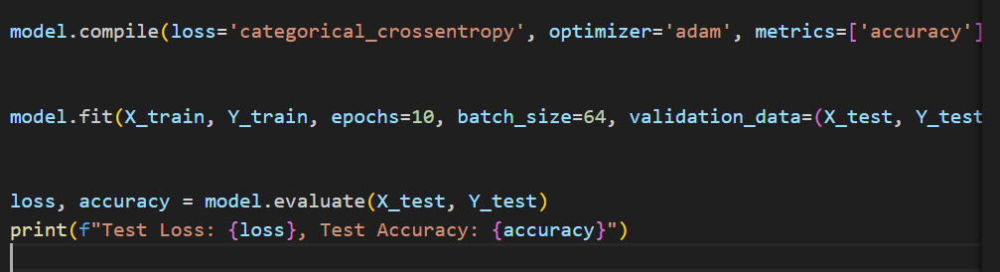 model.compile(loss='categorical_crossentropy', optimizer='adam', metrics=['accuracy']
model.fit(X_train, Y_train, epochs=10, batch_size=64, validation_data=(X_test, Y_test
loss, accuracy = model.evaluate(X_test, Y_test)
print(f"Test Loss: {loss}, Test Accuracy: {accuracy}")